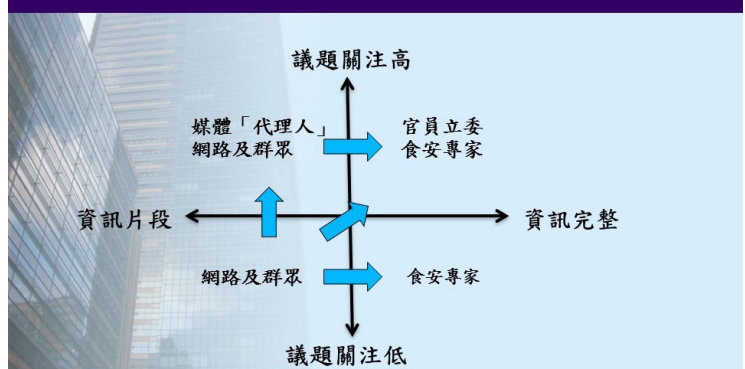 議題關注高
媒體「代理人」
網路及群眾
官員立委
食安專家
資訊片段
資訊完整
網路及群眾
食安專家
議題關注低